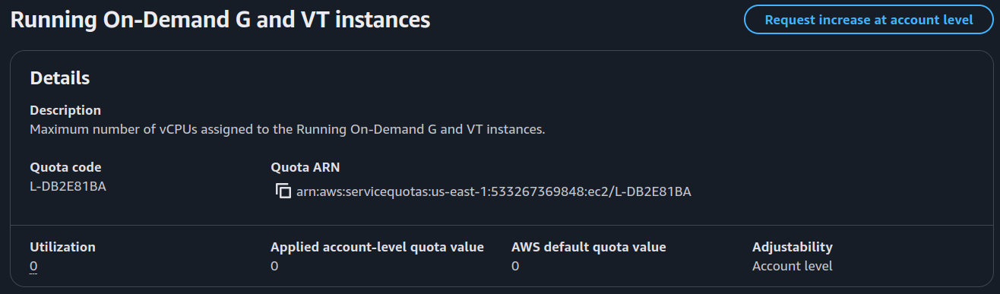 Running On-Demand G and VT instances
Request increase at account level
Details
Description
Maximum number of vCPUs assigned to the Running On-Demand G and VT instances.
Quota code
Quota ARN
L-DB2E81BA
arn:aws:servicequotas:us-east-1:533267369848:ec2/L-DB2E81BA
Utilization
Applied account-level quota value
AWS default quota value
Adjustability
0
0
0
Account level